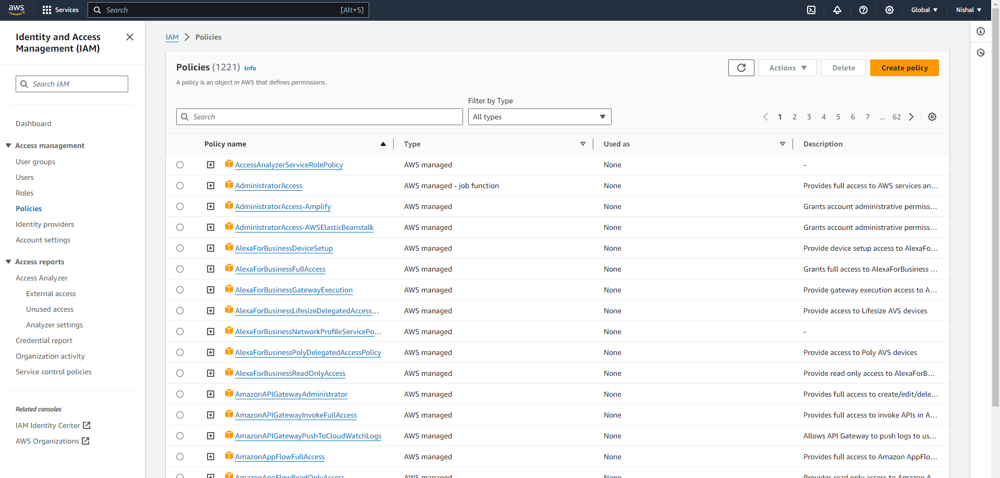 aws
Services
Search
[Alt+S]
Global
Nishal
Identity and Access
Management (IAM)
Search IAM
Dashboard
Access management
User groups
Users
Roles
Policies
Identity providers
Account settings
Access reports
Access Analyzer
External access
Unused access
Analyzer settings
Credential report
Organization activity
Service control policies
Related consoles
IAM Identity Center
AWS Organizations
IAM > Policies
Policies (1221) Info
A policy is an object in AWS that defines permissions.
Actions
Delete
Create policy
Filter by Type
Search
All types
1 2 3 4 5 6 7 ... 62
Policy name Type Used as Description
AccessAnalyzerServiceRolePolicy AWS managed None -
AdministratorAccess AWS managed - job function None Provides full access to AWS services an...
AdministratorAccess-Amplify AWS managed None Grants account administrative permiss...
AdministratorAccess-AWSElasticBeanstalk AWS managed None Grants account administrative permiss...
AlexaForBusinessDeviceSetup AWS managed None Provide device setup access to AlexaFo...
AlexaForBusinessFullAccess AWS managed None Grants full access to AlexaForBusiness ...
AlexaForBusinessGatewayExecution AWS managed None Provide gateway execution access to A...
AlexaForBusinessLifesizeDelegatedAccess... AWS managed None Provide access to Lifesize AVS devices
AlexaForBusinessNetworkProfileServicePo... AWS managed None -
AlexaForBusinessPolyDelegatedAccessPolicy AWS managed None Provide access to Poly AVS devices
AlexaForBusinessReadOnlyAccess AWS managed None Provide read only access to AlexaForB...
AmazonAPIGatewayAdministrator AWS managed None Provides full access to create/edit/dele...
AmazonAPIGatewayInvokeFullAccess AWS managed None Provides full access to invoke APIs in A...
AmazonAPIGatewayPushToCloudWatchLogs AWS managed None Allows API Gateway to push logs to us...
AmazonAppFlowFullAccess AWS managed None Provides full access to Amazon AppFlo...
AmazonAppFlowReadOnlyAccess AWS managed None Provides read only access to Amazon A...